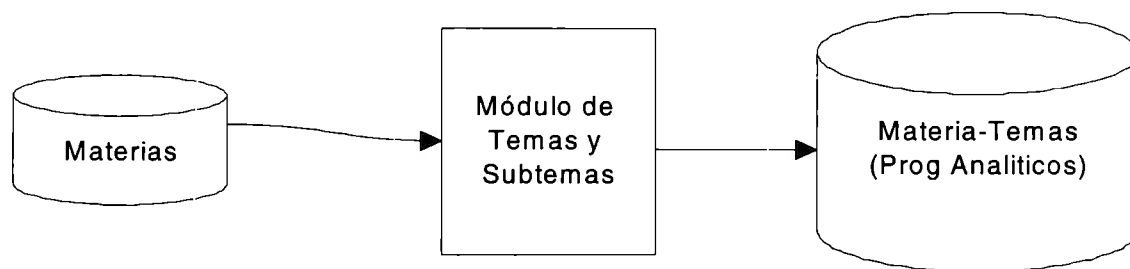 Materias
Módulo de
Temas y
Subtemas
Materia-Temas
(Prog Analiticos)